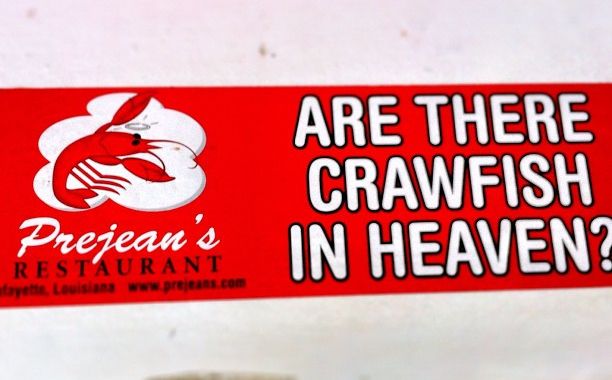 Prejean's
RESTAURANT
afayette, Louisiana www.prejeans.com
ARE THERE
CRAWFISH
IN HEAVEN?